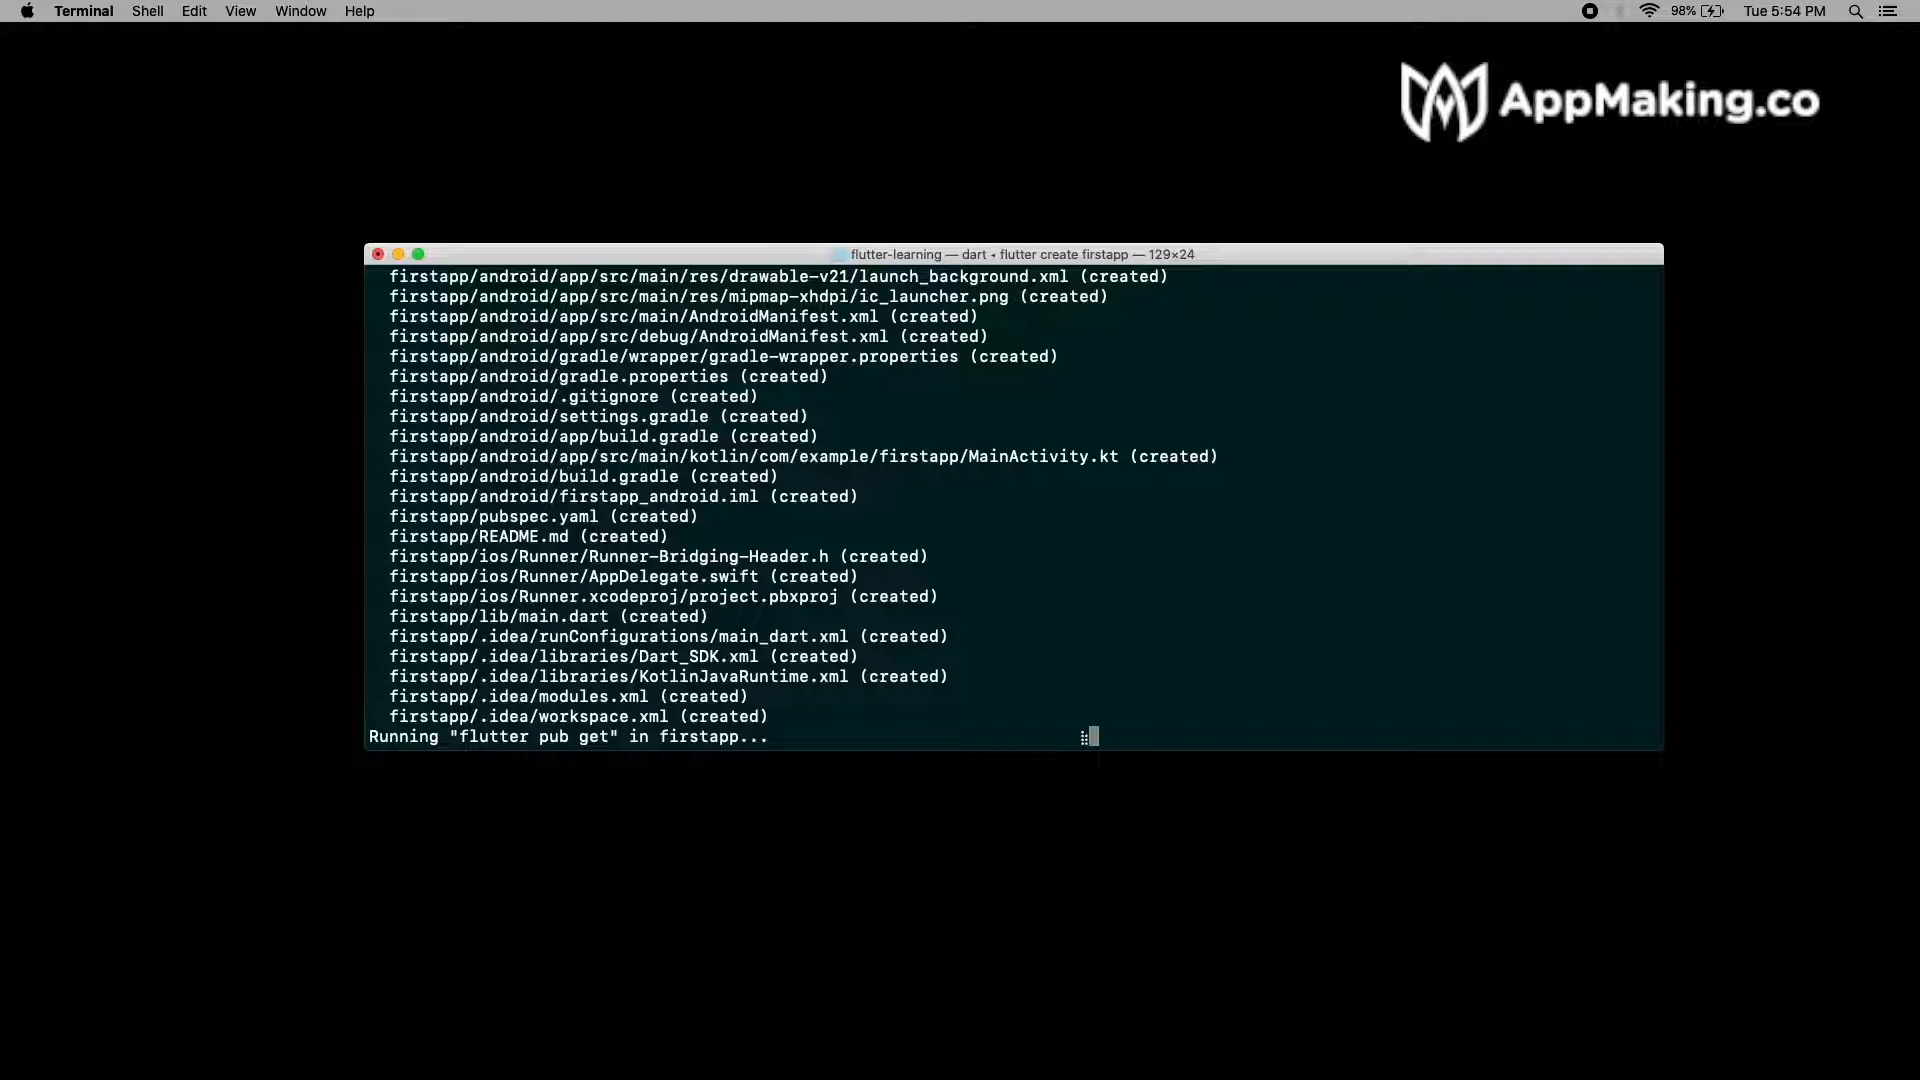 Terminal Shell Edit View Window Help 98% Tue 5:54 PM
AppMaking.co
flutter-learning — dart ◂ flutter create firstapp — 129×24
firstapp/android/app/src/main/res/drawable-v21/launch_background.xml (created)
firstapp/android/app/src/main/res/mipmap-xhdpi/ic_launcher.png (created)
firstapp/android/app/src/main/AndroidManifest.xml (created)
firstapp/android/app/src/debug/AndroidManifest.xml (created)
firstapp/android/gradle/wrapper/gradle-wrapper.properties (created)
firstapp/android/gradle.properties (created)
firstapp/android/.gitignore (created)
firstapp/android/settings.gradle (created)
firstapp/android/app/build.gradle (created)
firstapp/android/app/src/main/kotlin/com/example/firstapp/MainActivity.kt (created)
firstapp/android/build.gradle (created)
firstapp/android/firstapp_android.iml (created)
firstapp/pubspec.yaml (created)
firstapp/README.md (created)
firstapp/ios/Runner/Runner-Bridging-Header.h (created)
firstapp/ios/Runner/AppDelegate.swift (created)
firstapp/ios/Runner.xcodeproj/project.pbxproj (created)
firstapp/lib/main.dart (created)
firstapp/.idea/runConfigurations/main_dart.xml (created)
firstapp/.idea/libraries/Dart_SDK.xml (created)
firstapp/.idea/libraries/KotlinJavaRuntime.xml (created)
firstapp/.idea/modules.xml (created)
firstapp/.idea/workspace.xml (created)
Running "flutter pub get" in firstapp...